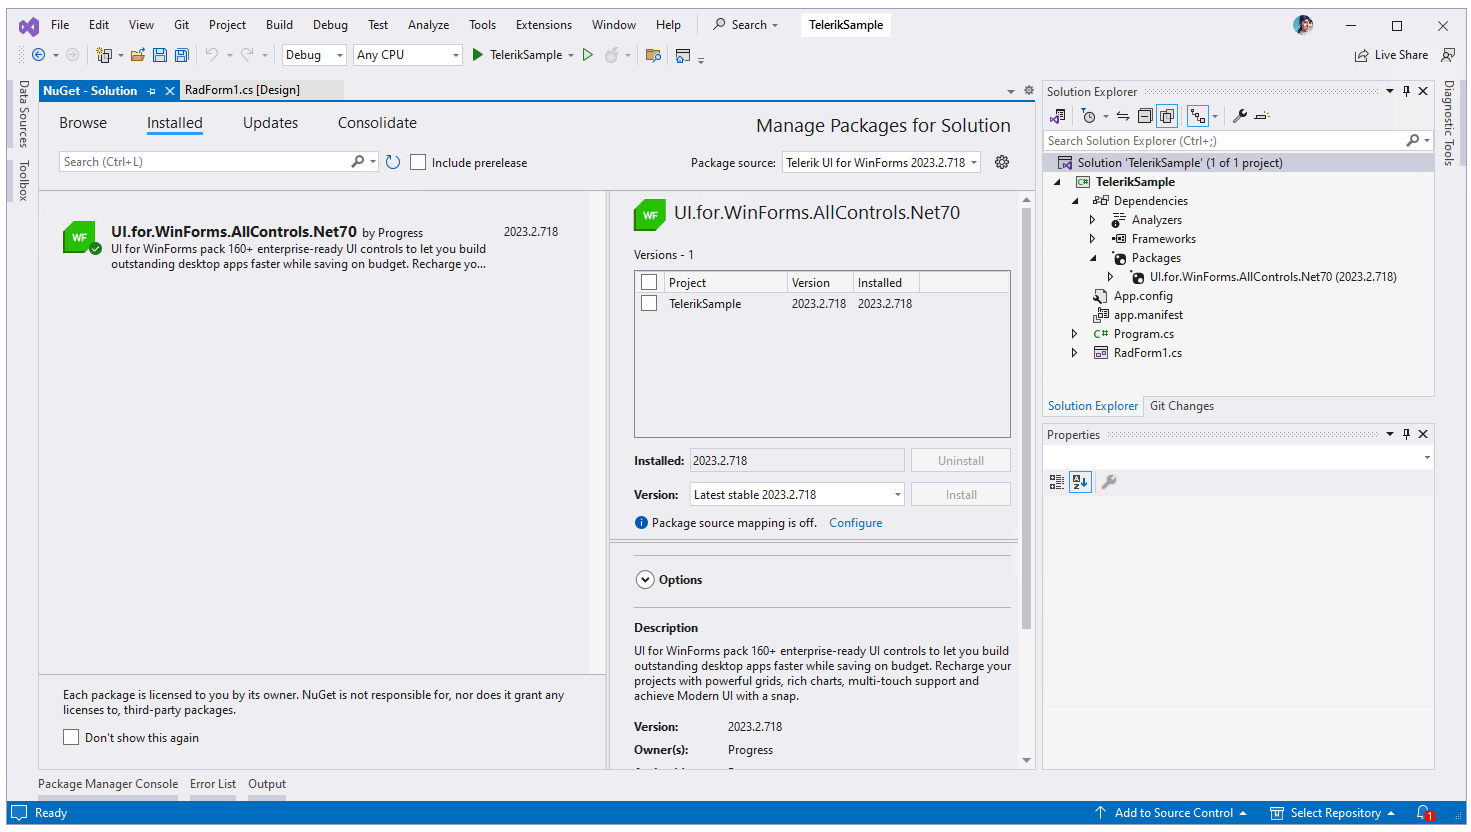 File Edit View Git Project Build Debug Test Analyze Tools Extensions Window Help Search TelerikSample
Debug Any CPU TelerikSample Live Share
Data Sources
Toolbox
NuGet - Solution RadForm1.cs [Design]
Browse Installed Updates Consolidate
Manage Packages for Solution
Search (Ctrl+L) Include prerelease
Package source: Telerik UI for WinForms 2023.2.718
WF
UI.for.WinForms.AllControls.Net70 by Progress 2023.2.718
UI for WinForms pack 160+ enterprise-ready UI controls to let you build
outstanding desktop apps faster while saving on budget. Recharge yo...
Each package is licensed to you by its owner. NuGet is not responsible for, nor does it grant any
licenses to, third-party packages.
Don't show this again
WF
UI.for.WinForms.AllControls.Net70
Versions - 1
Project Version Installed
TelerikSample 2023.2.718 2023.2.718
Installed: 2023.2.718 Uninstall
Version: Latest stable 2023.2.718 Install
Package source mapping is off. Configure
Options
Description
UI for WinForms pack 160+ enterprise-ready UI controls to let you build
outstanding desktop apps faster while saving on budget. Recharge your
projects with powerful grids, rich charts, multi-touch support and
achieve Modern UI with a snap.
Version: 2023.2.718
Owner(s): Progress
Solution Explorer
Search Solution Explorer (Ctrl+;)
Solution 'TelerikSample' (1 of 1 project)
C# TelerikSample
Dependencies
Analyzers
Frameworks
Packages
UI.for.WinForms.AllControls.Net70 (2023.2.718)
App.config
app.manifest
C# Program.cs
RadForm1.cs
Solution Explorer Git Changes
Properties
Diagnostic Tools
Package Manager Console Error List Output
Ready Add to Source Control Select Repository 1